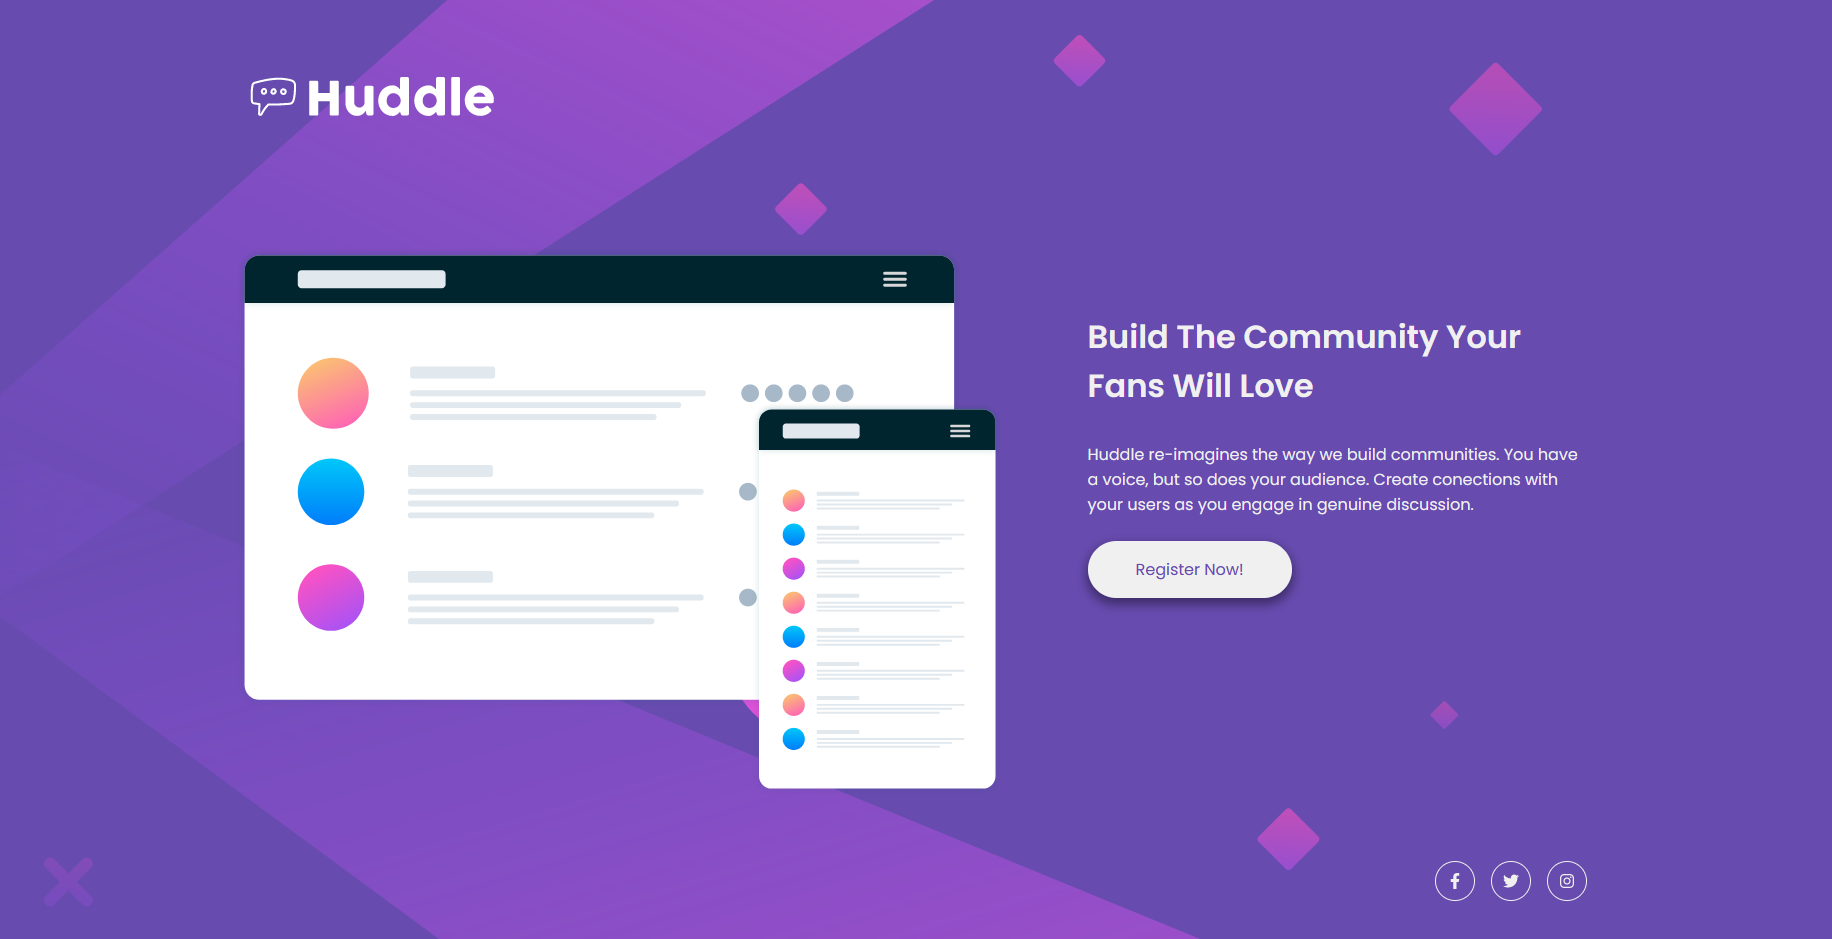 Huddle
Build The Community Your
Fans Will Love
Huddle re-imagines the way we build communities. You have
a voice, but so does your audience. Create conections with
your users as you engage in genuine discussion.
Register Now!